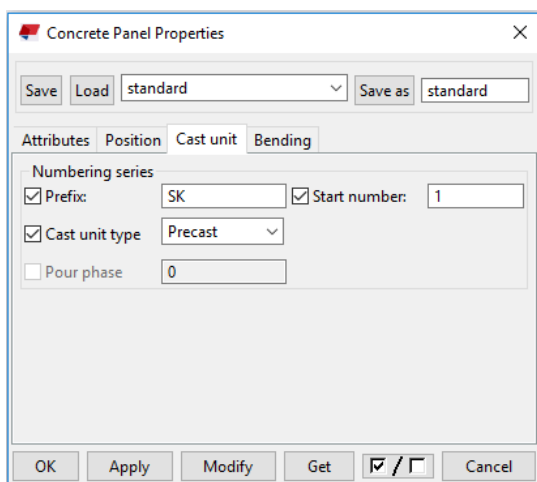 Concrete Panel Properties
Save Load standard Save as standard
Attributes Position Cast unit Bending
Numbering series
Prefix: SK Start number: 1
Cast unit type Precast
Pour phase 0
OK Apply Modify Get / Cancel